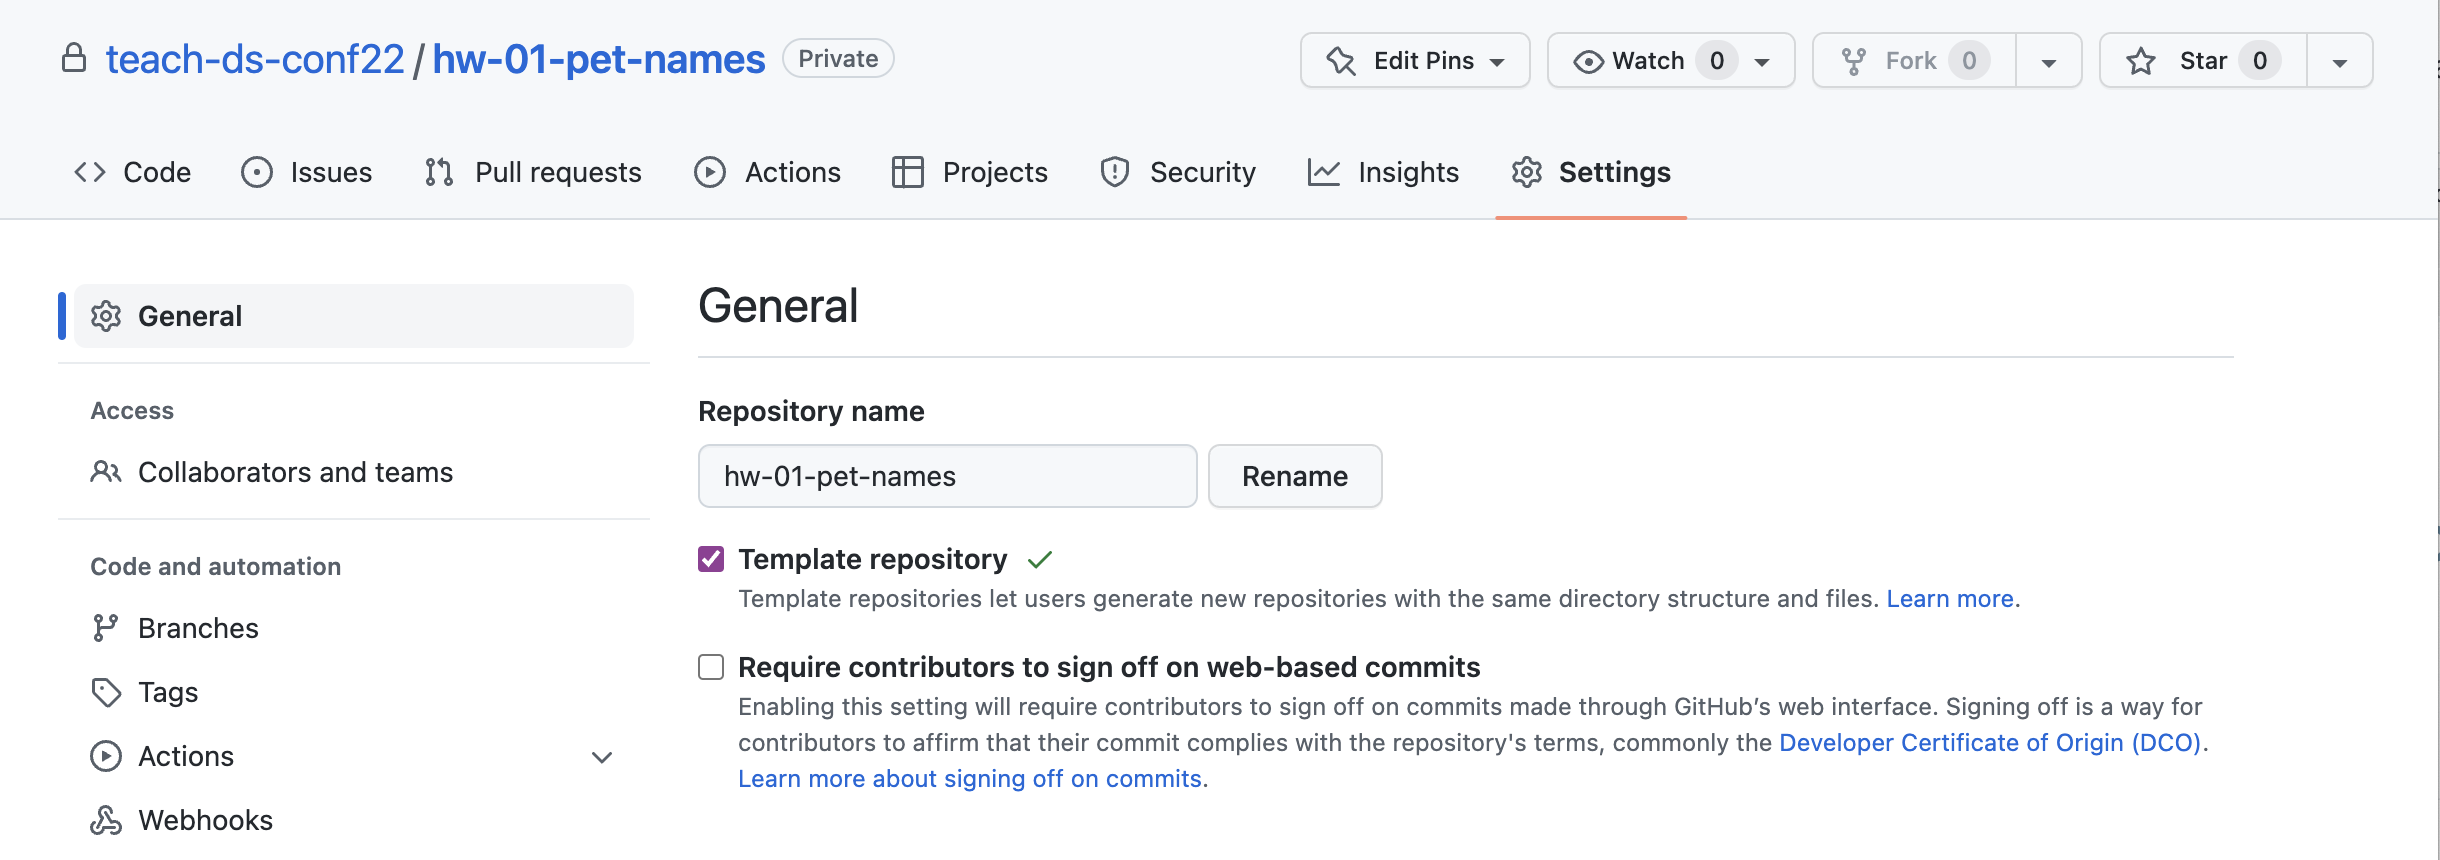 teach-ds-conf22 / hw-01-pet-names Private Edit Pins Watch 0 Fork 0 Star 0
Code Issues Pull requests Actions Projects Security Insights Settings
General
Access
Collaborators and teams
Code and automation
Branches
Tags
Actions
Webhooks
General
Repository name
hw-01-pet-names Rename
Template repository
Template repositories let users generate new repositories with the same directory structure and files. Learn more.
Require contributors to sign off on web-based commits
Enabling this setting will require contributors to sign off on commits made through GitHub’s web interface. Signing off is a way for
contributors to affirm that their commit complies with the repository's terms, commonly the Developer Certificate of Origin (DCO).
Learn more about signing off on commits.